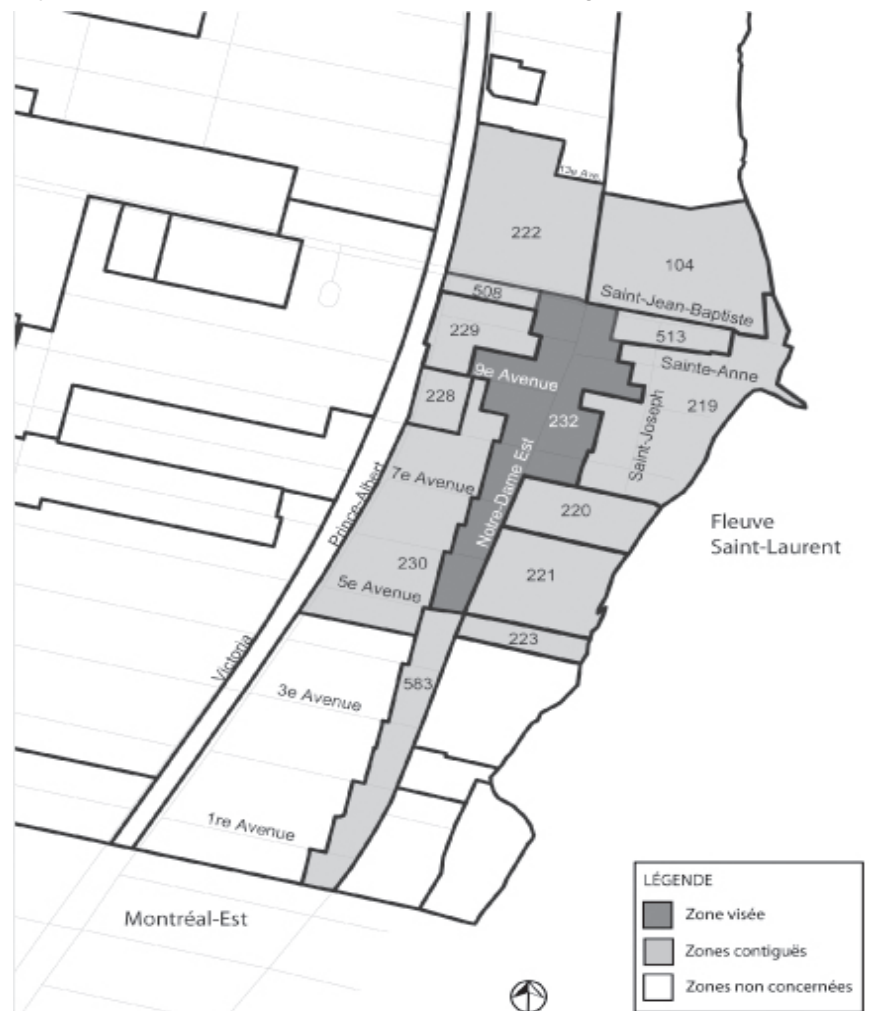 12e Ave.
222
104
508
Saint-Jean-Baptiste
513
229
Sainte-Anne
9e Avenue
228
219
232
Saint-Joseph
7e Avenue
Notre-Dame Est
Prince-Albert
220
Fleuve
Saint-Laurent
230
221
5e Avenue
223
Victoria
583
3e Avenue
1re Avenue
Montréal-Est
LÉGENDE
Zone visée
Zones contiguës
Zones non concernées